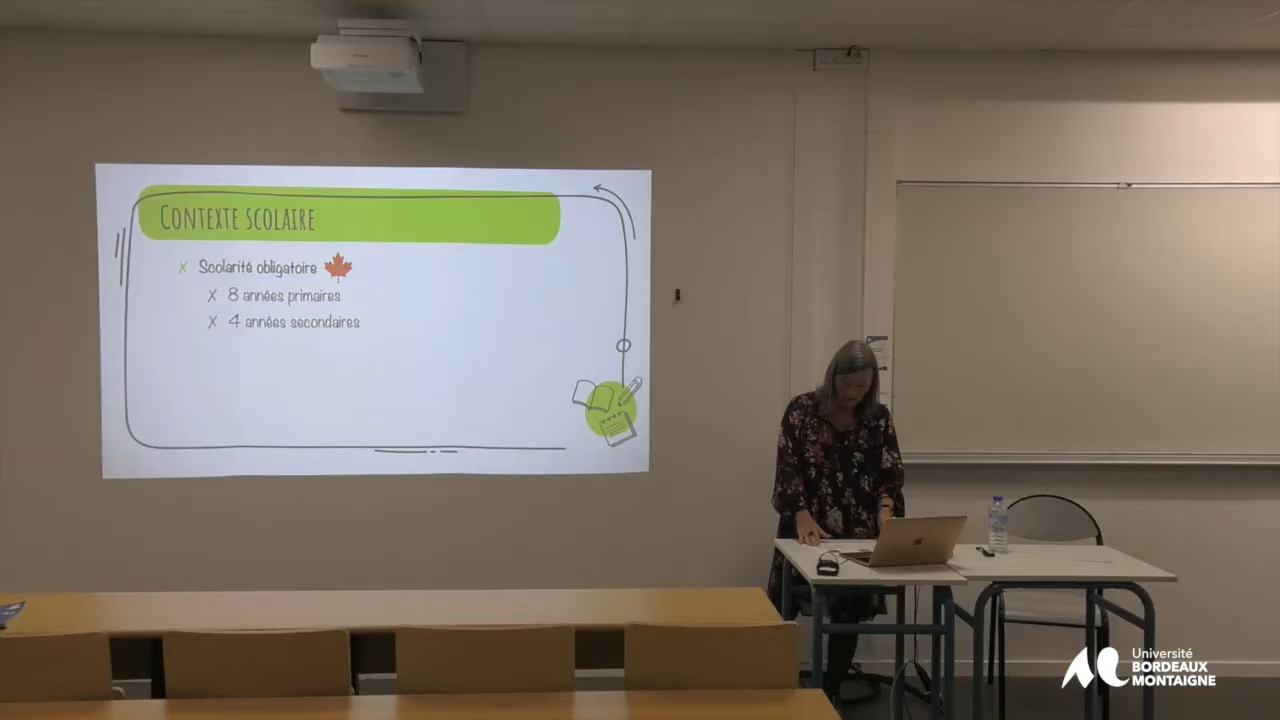 Contexte scolaire
X Scolarité obligatoire
X 8 années primaires
X 4 années secondaires
Université
BORDEAUX
MONTAIGNE